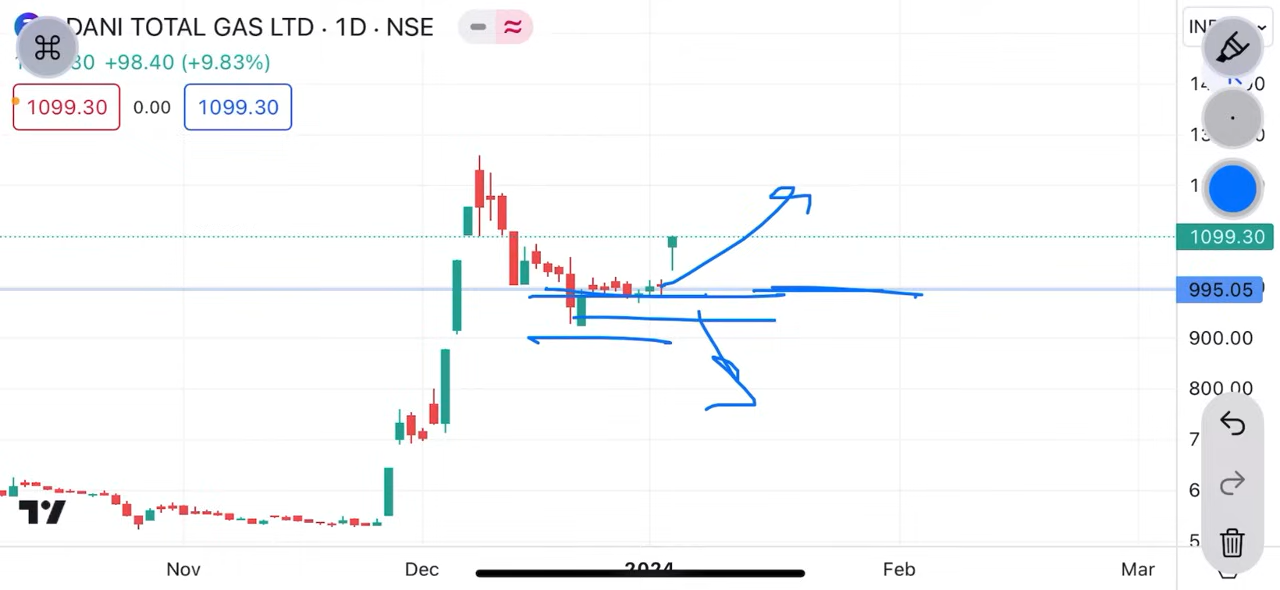 DANI TOTAL GAS LTD · 1D · NSE
+98.40 (+9.83%)
1099.30 0.00 1099.30
1099.30
995.05
900.00
800.00
Nov Dec 2024 Feb Mar